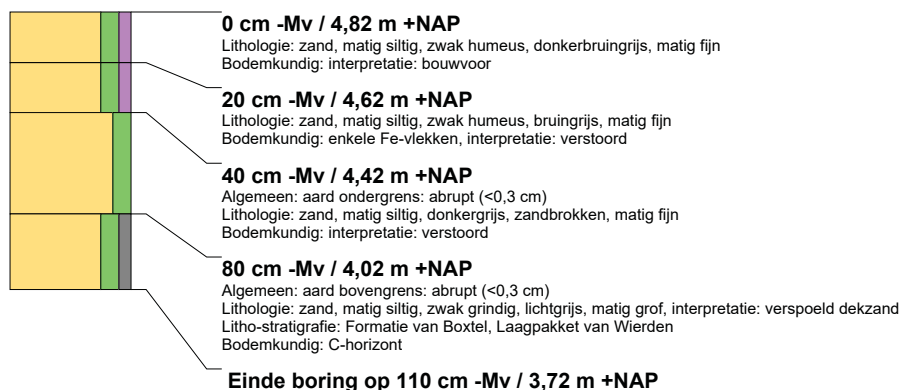 0 cm -Mv / 4,82 m +NAP
Lithologie: zand, matig siltig, zwak humeus, donkerbruingrijs, matig fijn
Bodemkundig: interpretatie: bouwvoor
20 cm -Mv / 4,62 m +NAP
Lithologie: zand, matig siltig, zwak humeus, bruingrijs, matig fijn
Bodemkundig: enkele Fe-vlekken, interpretatie: verstoord
40 cm -Mv / 4,42 m +NAP
Algemeen: aard ondergrens: abrupt (<0,3 cm)
Lithologie: zand, matig siltig, donkergrijs, zandbrokken, matig fijn
Bodemkundig: interpretatie: verstoord
80 cm -Mv / 4,02 m +NAP
Algemeen: aard bovengrens: abrupt (<0,3 cm)
Lithologie: zand, matig siltig, zwak grindig, lichtgrijs, matig grof, interpretatie: verspoeld dekzand
Litho-stratigrafie: Formatie van Boxtel, Laagpakket van Wierden
Bodemkundig: C-horizont
Einde boring op 110 cm -Mv / 3,72 m +NAP